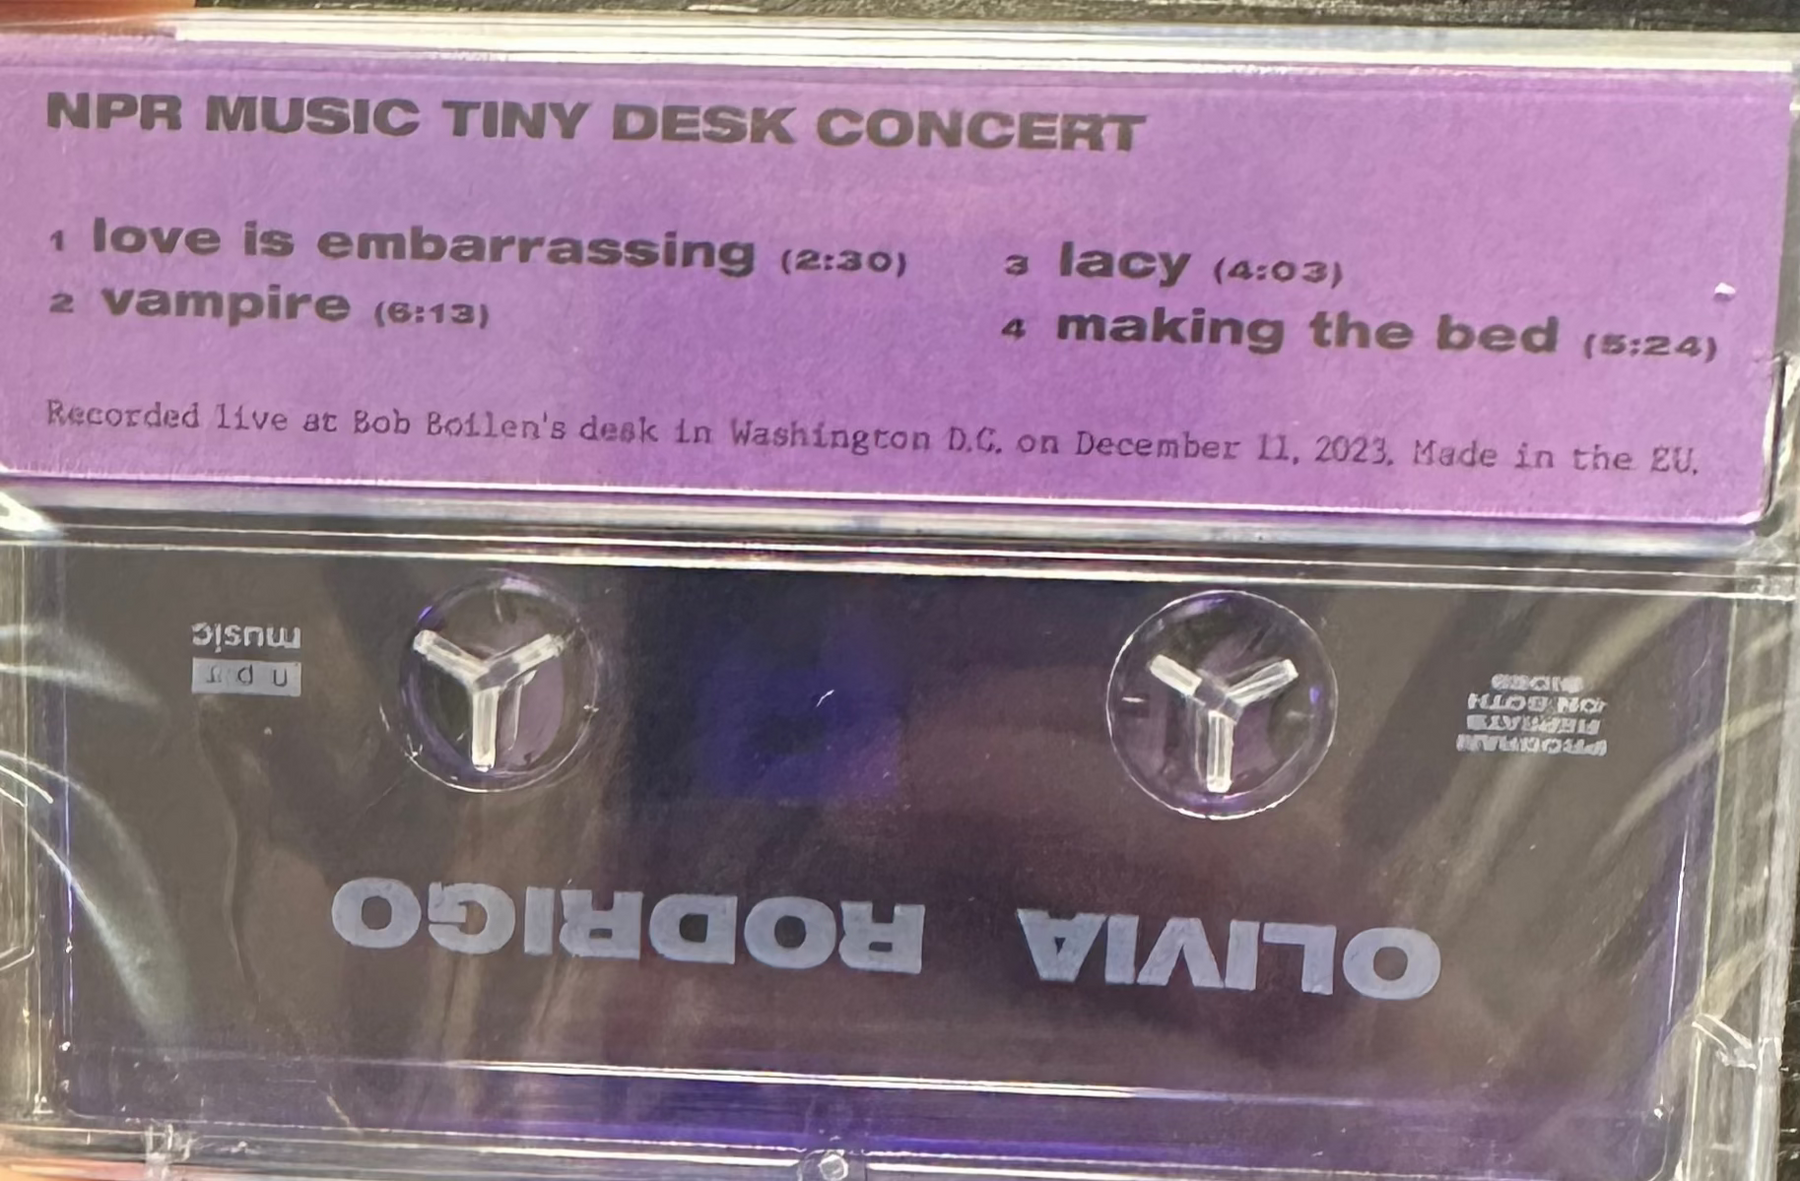 NPR MUSIC TINY DESK CONCERT
1 love is embarrassing (2:30)
2 vampire (6:13)
3 lacy (4:03)
4 making the bed (5:24)
Recorded live at Bob Boilen's desk in Washington D.C. on December 11, 2023. Made in the EU.
OLIVIA RODRIGO
PROGRAM
REPEATS
ON BOTH
SIDES
npr
music